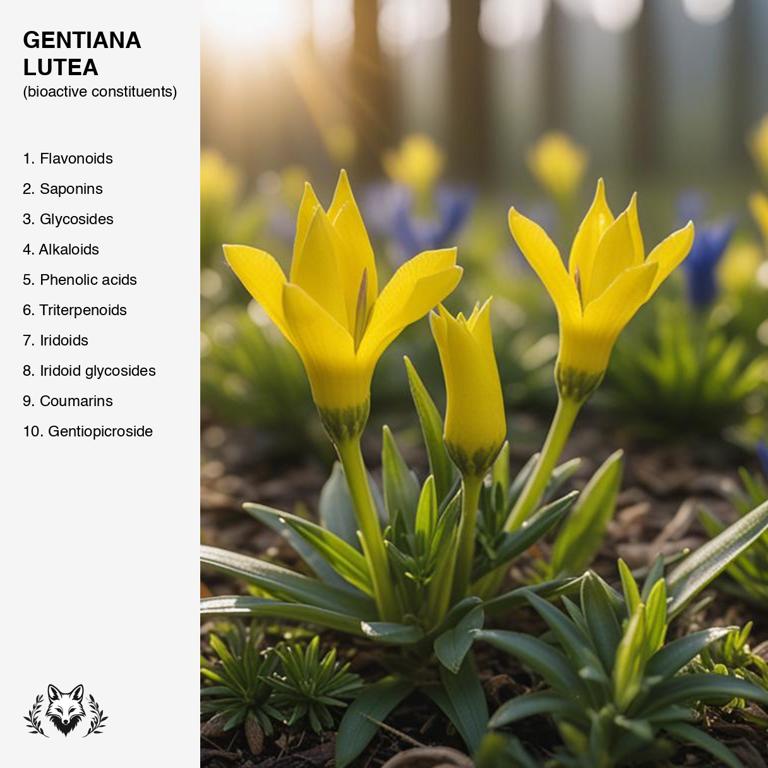 GENTIANA
LUTEA
(bioactive constituents)
1. Flavonoids
2. Saponins
3. Glycosides
4. Alkaloids
5. Phenolic acids
6. Triterpenoids
7. Iridoids
8. Iridoid glycosides
9. Coumarins
10. Gentiopicroside